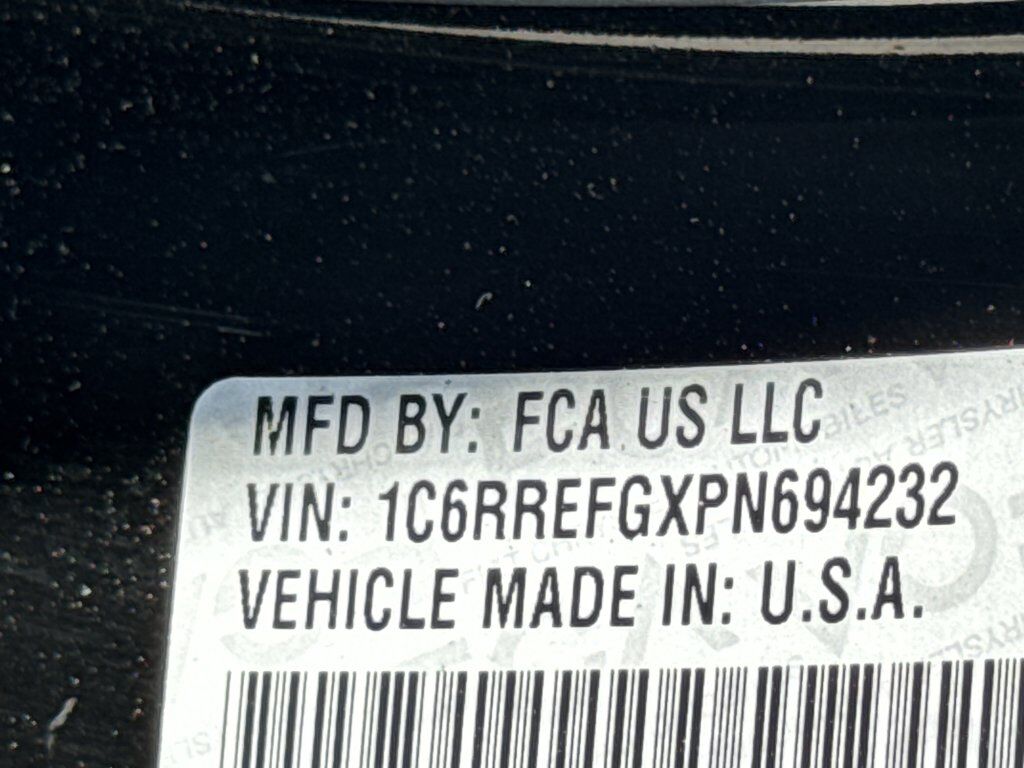 MFD BY: FCA US LLC
VIN: 1C6RREFGXPN694232
VEHICLE MADE IN: U.S.A.